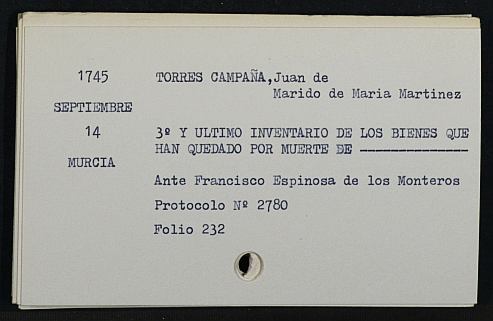 1745 TORRES CAMPAÑA,Juan de
Marido de Maria Martinez
SEPTIEMBRE
14 3º Y ULTIMO INVENTARIO DE LOS BIENES QUE
HAN QUEDADO POR MUERTE DE --------------
MURCIA
Ante Francisco Espinosa de los Monteros
Protocolo Nº 2780
Folio 232